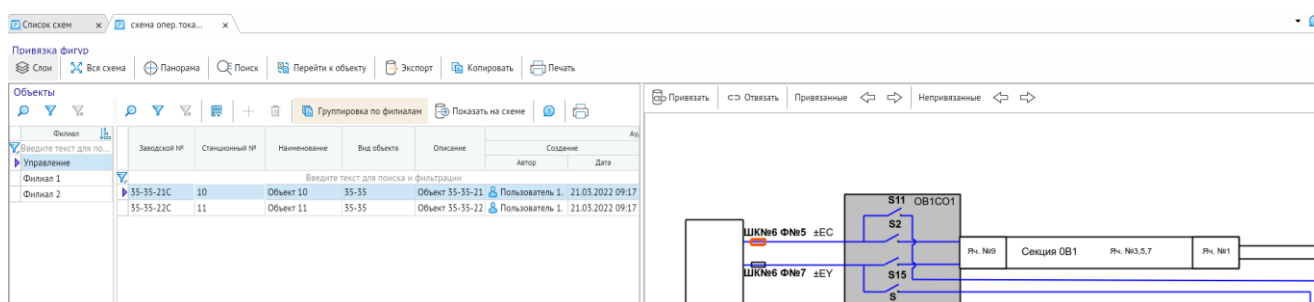 Список схем x схема опер. тока... x
Привязка фигур
Слои Вся схема Панорама Поиск Перейти к объекту Экспорт Копировать Печать
Объекты
Группировка по филиалам Показать на схеме
Привязать Отвязать Привязанные Непривязанные
Филиал
Введите текст для по...
Управление
Филиал 1
Филиал 2
Заводской № Станционный № Наименование Вид объекта Описание Создание Ау
Автор Дата
Введите текст для поиска и фильтрации
35-35-21С 10 Объект 10 35-35 Объект 35-35-21 Пользователь 1. 21.03.2022 09:17
35-35-22С 11 Объект 11 35-35 Объект 35-35-22 Пользователь 1. 21.03.2022 09:17
S11 ОВ1СО1
S2
ШК№6 Ф№5 ±EC
Яч. №9 Секция 0В1 Яч. №3,5,7 Яч. №1
ШК№6 Ф№7 ±EY
S15
S